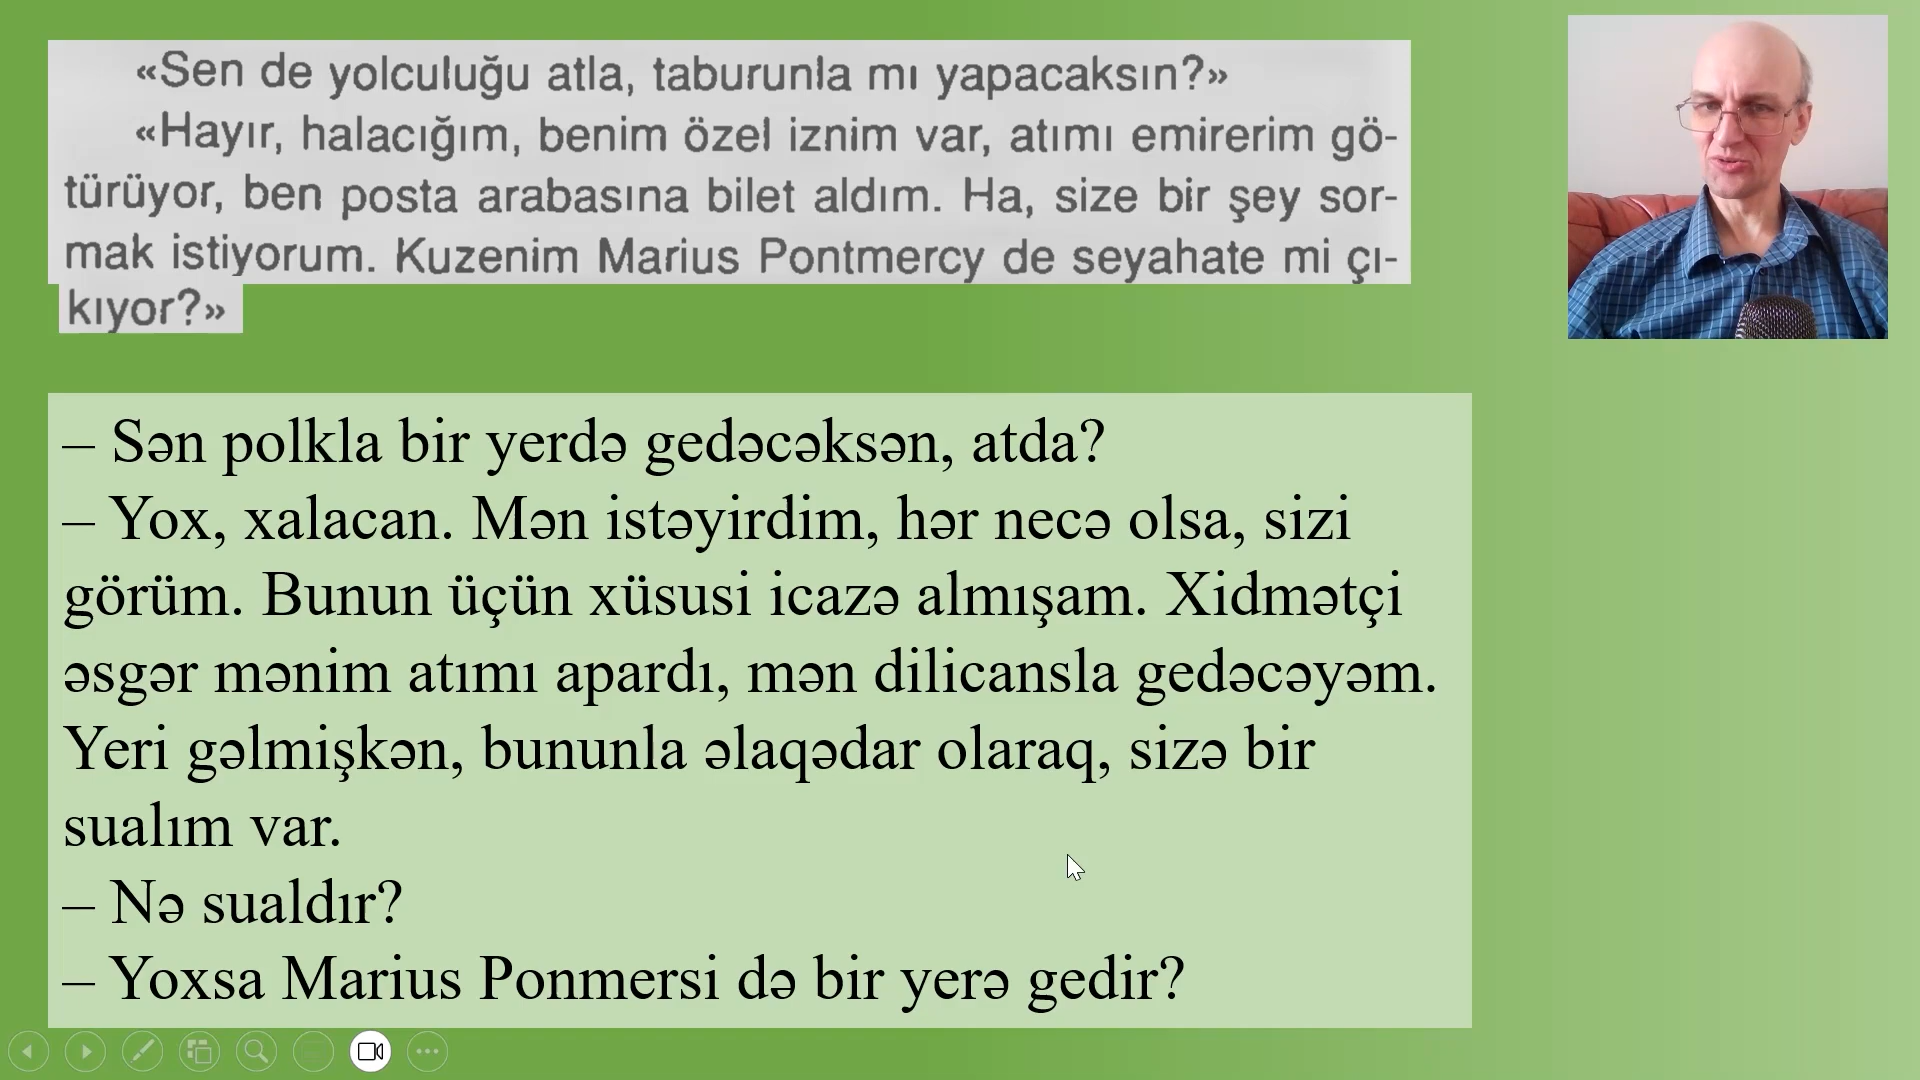 «Sen de yolculuğu atla, taburunla mı yapacaksın?»
«Hayır, halacığım, benim özel iznim var, atımı emirerim gö-
türüyor, ben posta arabasına bilet aldım. Ha, size bir şey sor-
mak istiyorum. Kuzenim Marius Pontmercy de seyahate mi çı-
kıyor?»
– Sən polkla bir yerdə gedəcəksən, atda?
– Yox, xalacan. Mən istəyirdim, hər necə olsa, sizi
görüm. Bunun üçün xüsusi icazə almışam. Xidmətçi
əsgər mənim atımı apardı, mən dilicansla gedəcəyəm.
Yeri gəlmişkən, bununla əlaqədar olaraq, sizə bir
sualım var.
– Nə sualdır?
– Yoxsa Marius Ponmersi də bir yerə gedir?